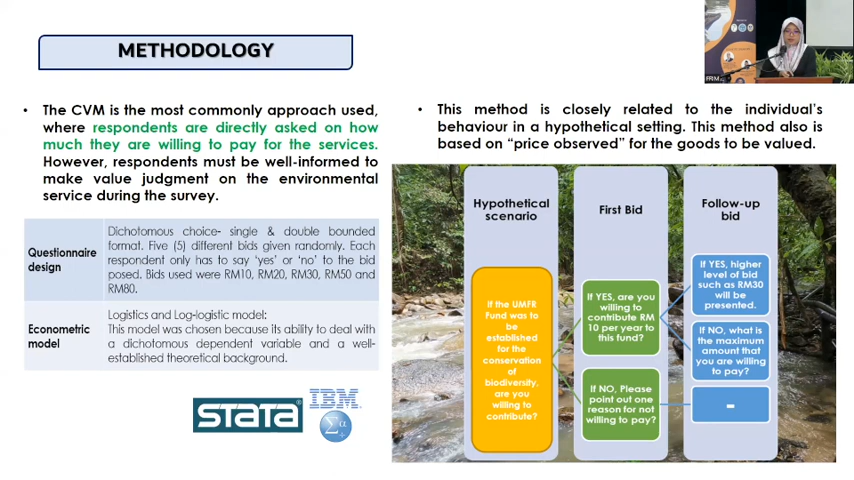 METHODOLOGY
• The CVM is the most commonly approach used,
where respondents are directly asked on how
much they are willing to pay for the services.
However, respondents must be well-informed to
make value judgment on the environmental
service during the survey.
Questionnaire
design
Dichotomous choice- single & double bounded
format. Five (5) different bids given randomly. Each
respondent only has to say ‘yes’ or ‘no’ to the bid
posed. Bids used were RM10, RM20, RM30, RM50 and
RM80.
Econometric
model
Logistics and Log-logistic model:
This model was chosen because its ability to deal with
a dichotomous dependent variable and a well-
established theoretical background.
STATA
IBM
Σα
• This method is closely related to the individual’s
behaviour in a hypothetical setting. This method also is
based on “price observed” for the goods to be valued.
Hypothetical
scenario
If the UMFR
Fund was to
be
established
for the
conservation
of
biodiversity,
are you
willing to
contribute?
First Bid
If YES, are you
willing to
contribute RM
10 per year to
this fund?
If NO, Please
point out one
reason for not
willing to pay?
Follow-up
bid
If YES, higher
level of bid
such as RM30
will be
presented.
If NO, what is
the maximum
amount that
you are willing
to pay?
-